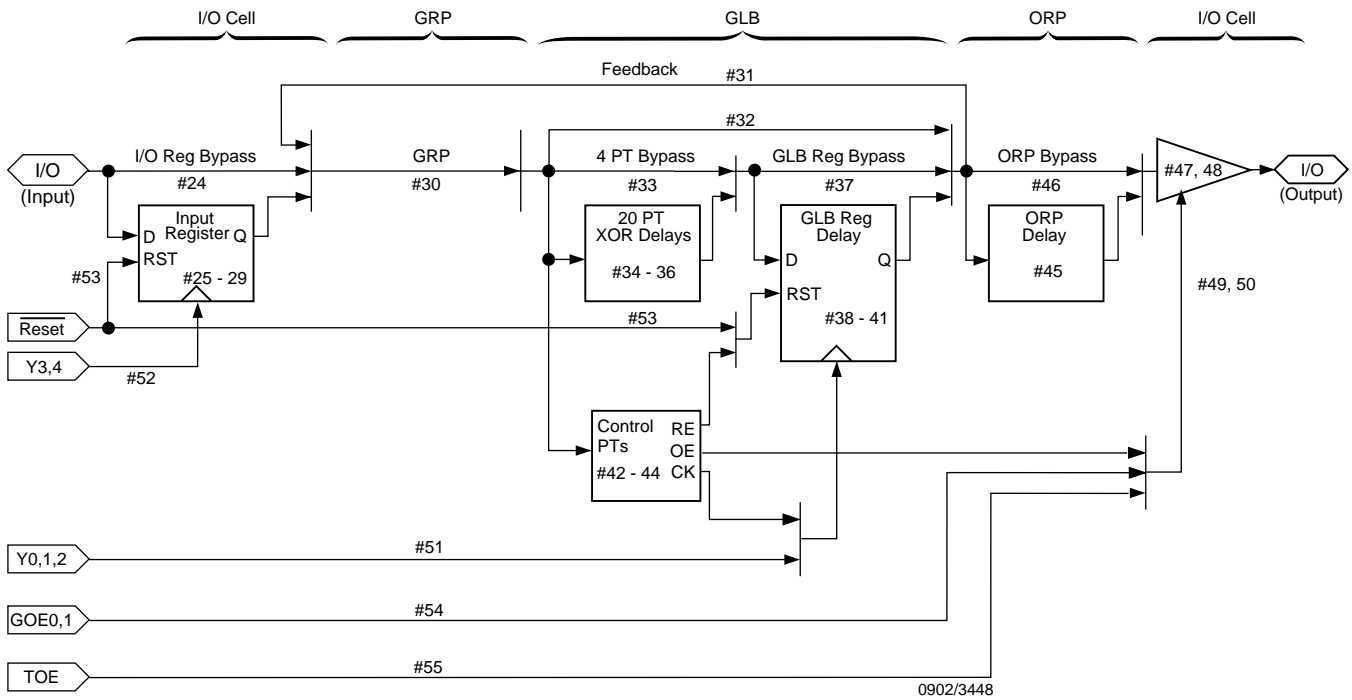 I/O Cell
GRP
GLB
ORP
I/O Cell
Feedback
#31
#32
I/O
(Input)
I/O Reg Bypass
#24
GRP
#30
4 PT Bypass
#33
GLB Reg Bypass
#37
ORP Bypass
#46
#47, 48
I/O
(Output)
Input
Register
D
Q
RST
#25 - 29
#53
20 PT
XOR Delays
#34 - 36
GLB Reg
Delay
D
Q
RST
#38 - 41
ORP
Delay
#45
#49, 50
Reset
#53
Y3,4
#52
Control
PTs
#42 - 44
RE
OE
CK
Y0,1,2
#51
GOE0,1
#54
TOE
#55
0902/3448